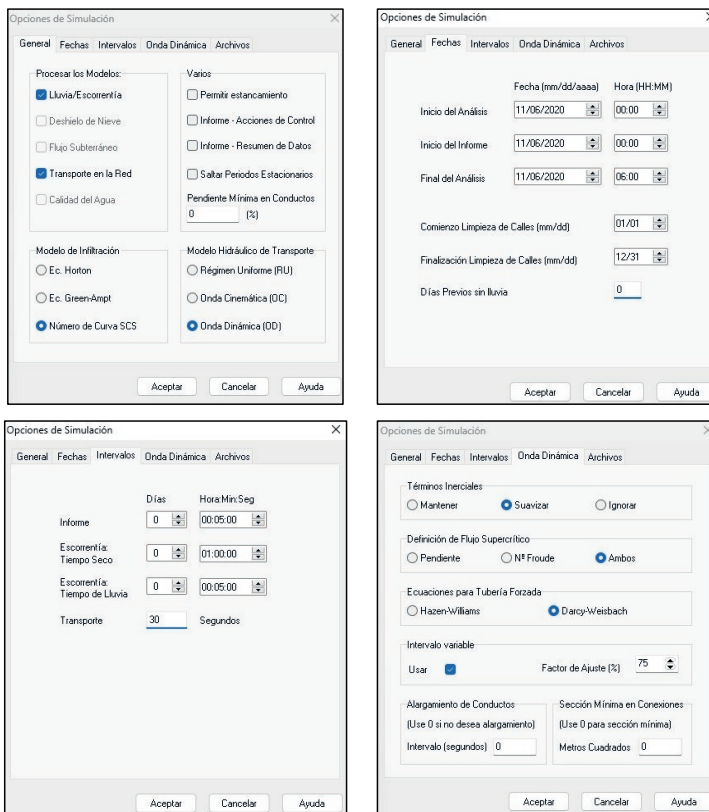 Opciones de Simulación
General Fechas Intervalos Onda Dinámica Archivos
Procesar los Modelos:
Lluvia/Escorrentía
Deshielo de Nieve
Flujo Subterráneo
Transporte en la Red
Calidad del Agua
Varios
Permitir estancamiento
Informe - Acciones de Control
Informe - Resumen de Datos
Saltar Periodos Estacionarios
Pendiente Mínima en Conductos
0 (%)
Modelo de Infiltración
Ec. Horton
Ec. Green-Ampt
Número de Curva SCS
Modelo Hidráulico de Transporte
Régimen Uniforme (RU)
Onda Cinemática (OC)
Onda Dinámica (OD)
Aceptar Cancelar Ayuda
Opciones de Simulación
General Fechas Intervalos Onda Dinámica Archivos
Fecha (mm/dd/aaaa) Hora (HH:MM)
Inicio del Análisis 11/06/2020 00:00
Inicio del Informe 11/06/2020 00:00
Final del Análisis 11/06/2020 06:00
Comienzo Limpieza de Calles (mm/dd) 01/01
Finalización Limpieza de Calles (mm/dd) 12/31
Días Previos sin lluvia 0
Aceptar Cancelar Ayuda
Opciones de Simulación
General Fechas Intervalos Onda Dinámica Archivos
Días Hora:Min:Seg
Informe 0 00:05:00
Escorrentía:
Tiempo Seco 0 01:00:00
Escorrentía:
Tiempo de Lluvia 0 00:05:00
Transporte 30 Segundos
Aceptar Cancelar Ayuda
Opciones de Simulación
General Fechas Intervalos Onda Dinámica Archivos
Términos Inerciales
Mantener Suavizar Ignorar
Definición de Flujo Supercrítico
Pendiente Nº Froude Ambos
Ecuaciones para Tubería Forzada
Hazen-Williams Darcy-Weisbach
Intervalo variable
Usar Factor de Ajuste (%) 75
Alargamiento de Conductos
(Use 0 si no desea alargamiento)
Intervalo (segundos) 0
Sección Mínima en Conexiones
(Use 0 para sección mínima)
Metros Cuadrados 0
Aceptar Cancelar Ayuda